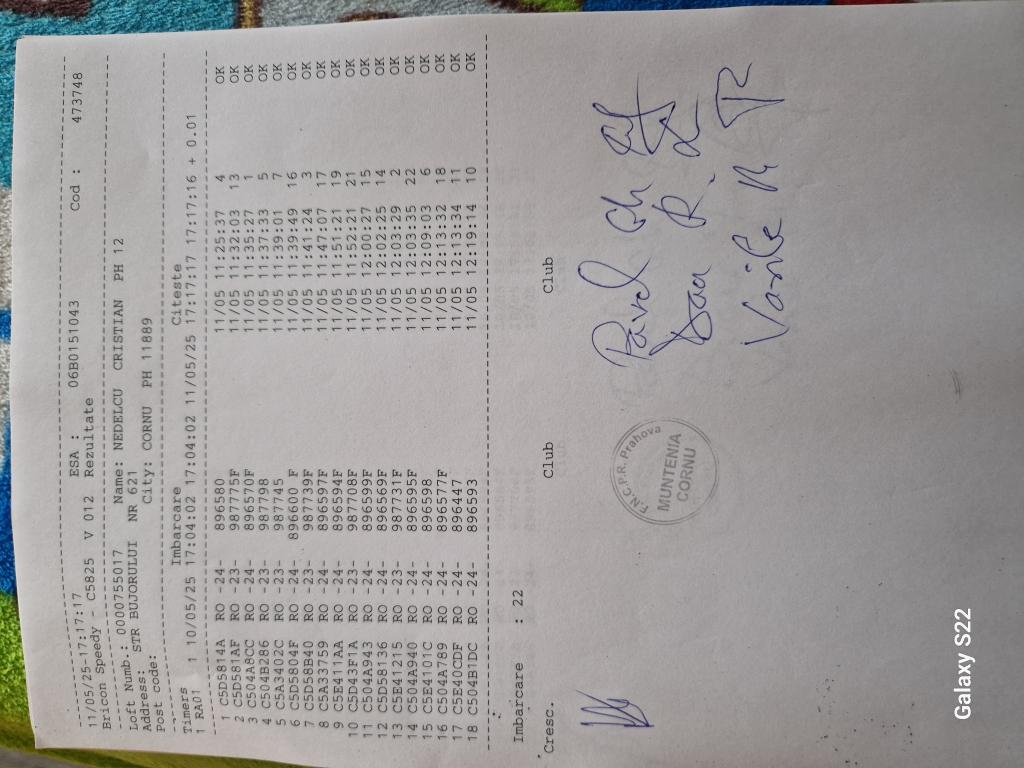 11/05/25-17:17:17 ESA : 06B0151043 Cod : 473748
Bricon Speedy - C5825 V 012 Rezultate
Loft Numb.: 0000755017 Name: NEDELCU CRISTIAN PH 12
Address: STR BUJORULUI NR 621
Post code: City: CORNU PH 11889
Timers Imbarcare Citeste
1 RA01 1 10/05/25 17:04:02 17:04:02 11/05/25 17:17:17 17:17:16 + 0.01
1 C5D5814A RO -24- 896580 11/05 11:25:37 4 OK
2 C5D581AF RO -23- 987775F 11/05 11:32:03 13 OK
3 C504A8CC RO -24- 896570F 11/05 11:35:27 1 OK
4 C504B286 RO -23- 987798 11/05 11:37:33 5 OK
5 C5A3402C RO -23- 987745 11/05 11:39:01 7 OK
6 C5D5804F RO -24- 896600 F 11/05 11:39:49 16 OK
7 C5D58B40 RO -23- 987739F 11/05 11:41:24 3 OK
8 C5A33759 RO -24- 896597F 11/05 11:47:07 17 OK
9 C5E411AA RO -24- 896594F 11/05 11:51:21 19 OK
10 C5D43F1A RO -23- 987708F 11/05 11:52:21 21 OK
11 C504A943 RO -24- 896599F 11/05 12:00:27 15 OK
12 C5D58136 RO -24- 896569F 11/05 12:02:25 14 OK
13 C5E41215 RO -23- 987731F 11/05 12:03:29 2 OK
14 C504A940 RO -24- 896595F 11/05 12:03:35 22 OK
15 C5E4101C RO -24- 896598 11/05 12:09:03 6 OK
16 C504A789 RO -24- 896577F 11/05 12:13:32 18 OK
17 C5E40CDF RO -24- 896447 11/05 12:13:34 11 OK
18 C504B1DC RO -24- 896593 11/05 12:19:14 10 OK
Imbarcare : 22
Cresc. Club Club
F.N.C.P.R. Prahova
MUNTENIA
CORNU
Pavel Gh
R.
Vasile
Galaxy S22